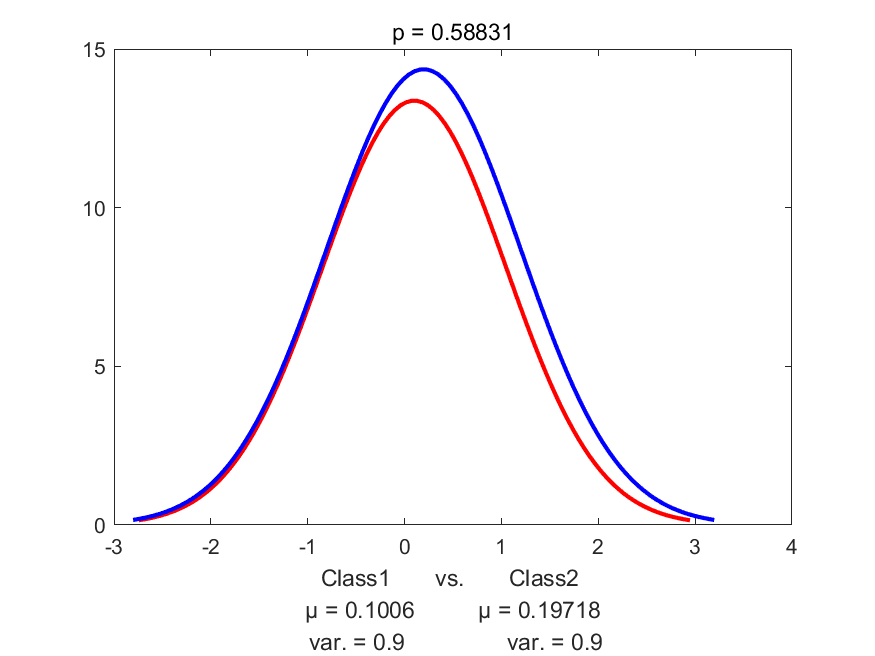 p = 0.58831
15
10
5
0
-3 -2 -1 0 1 2 3 4
Class1 vs. Class2
μ = 0.1006 μ = 0.19718
var. = 0.9 var. = 0.9